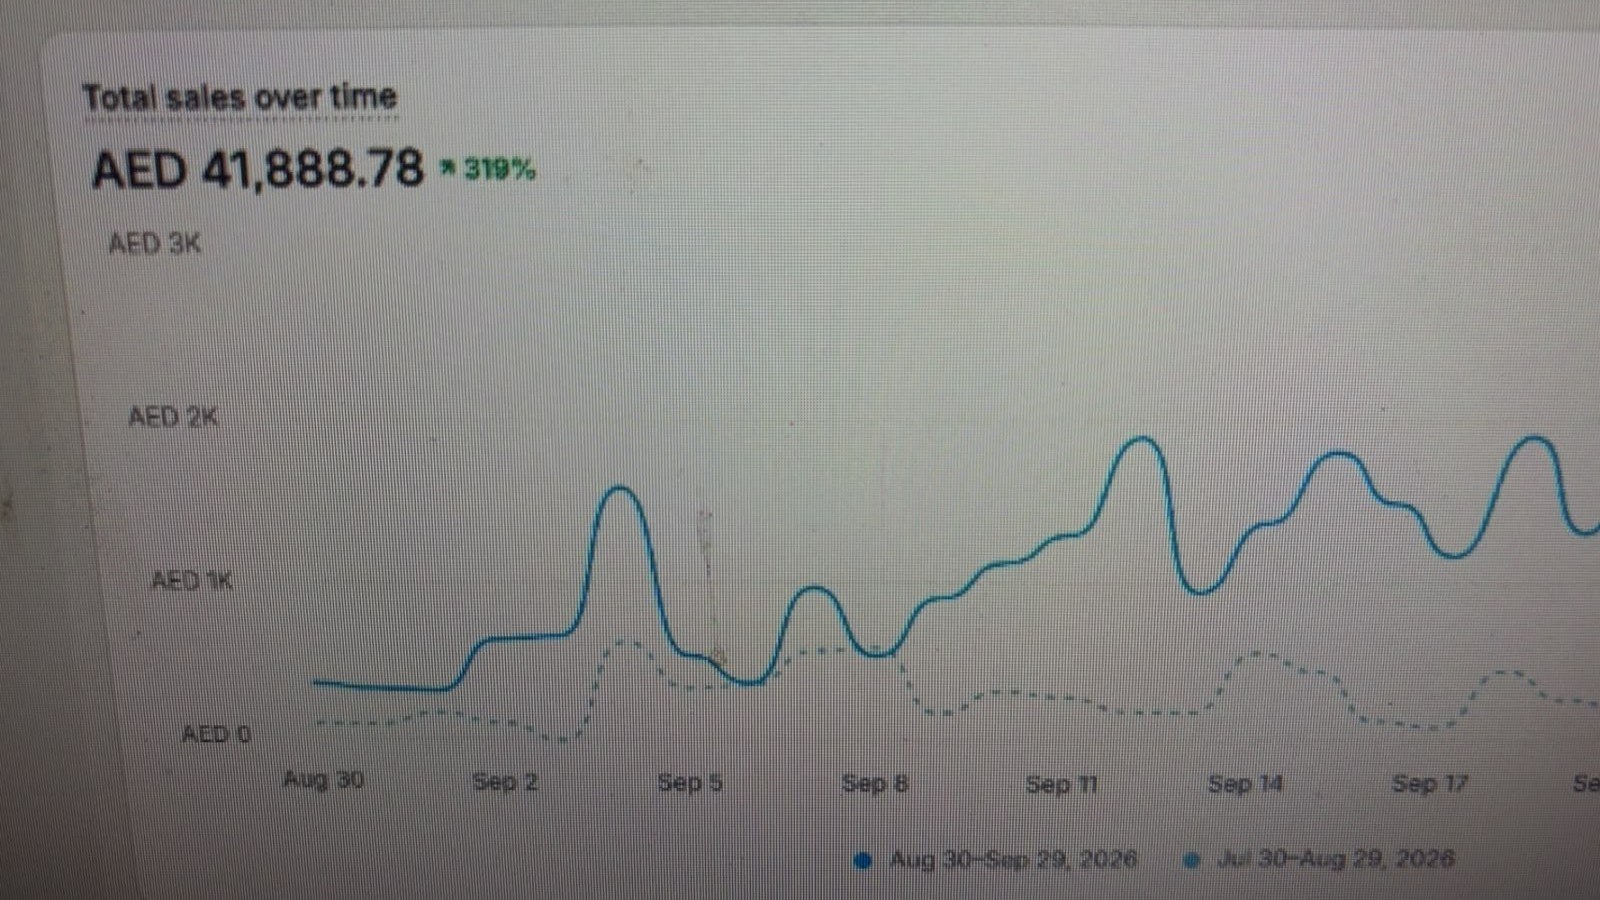 Total sales over time
AED 41,888.78 319%
AED 3K
AED 2K
AED 1K
AED 0
Aug 30 Sep 2 Sep 5 Sep 8 Sep 11 Sep 14 Sep 17 Se
Aug 30–Sep 29, 2026 Jul 30–Aug 29, 2026